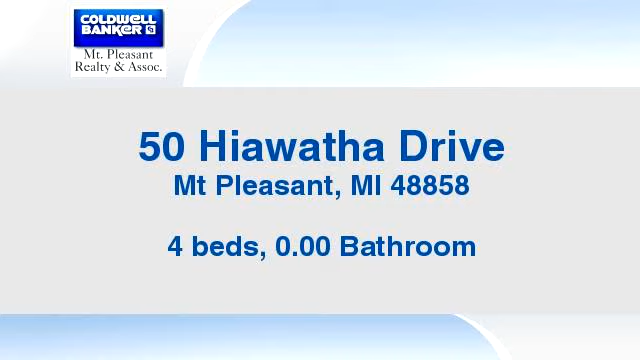 COLDWELL
BANKER
Mt. Pleasant
Realty & Assoc.
50 Hiawatha Drive
Mt Pleasant, MI 48858
4 beds, 0.00 Bathroom